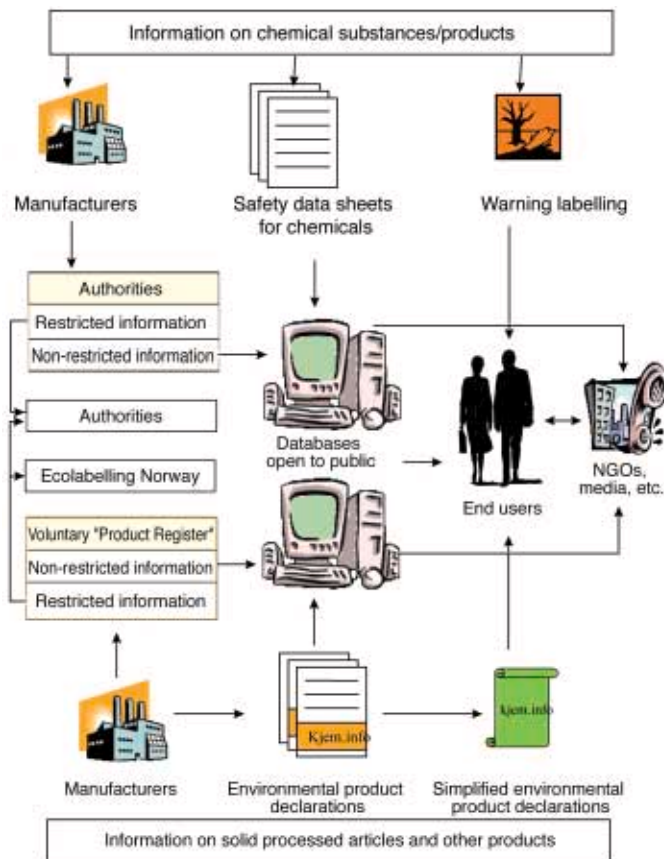 Information on chemical substances/products
Manufacturers
Safety data sheets
for chemicals
Warning labelling
Authorities
Restricted information
Non-restricted information
Authorities
Ecolabelling Norway
Voluntary "Product Register"
Non-restricted information
Restricted information
Databases
open to public
End users
NGOs,
media, etc.
Kjem.info
kjem.info
Manufacturers
Environmental product
declarations
Simplified environmental
product declarations
Information on solid processed articles and other products